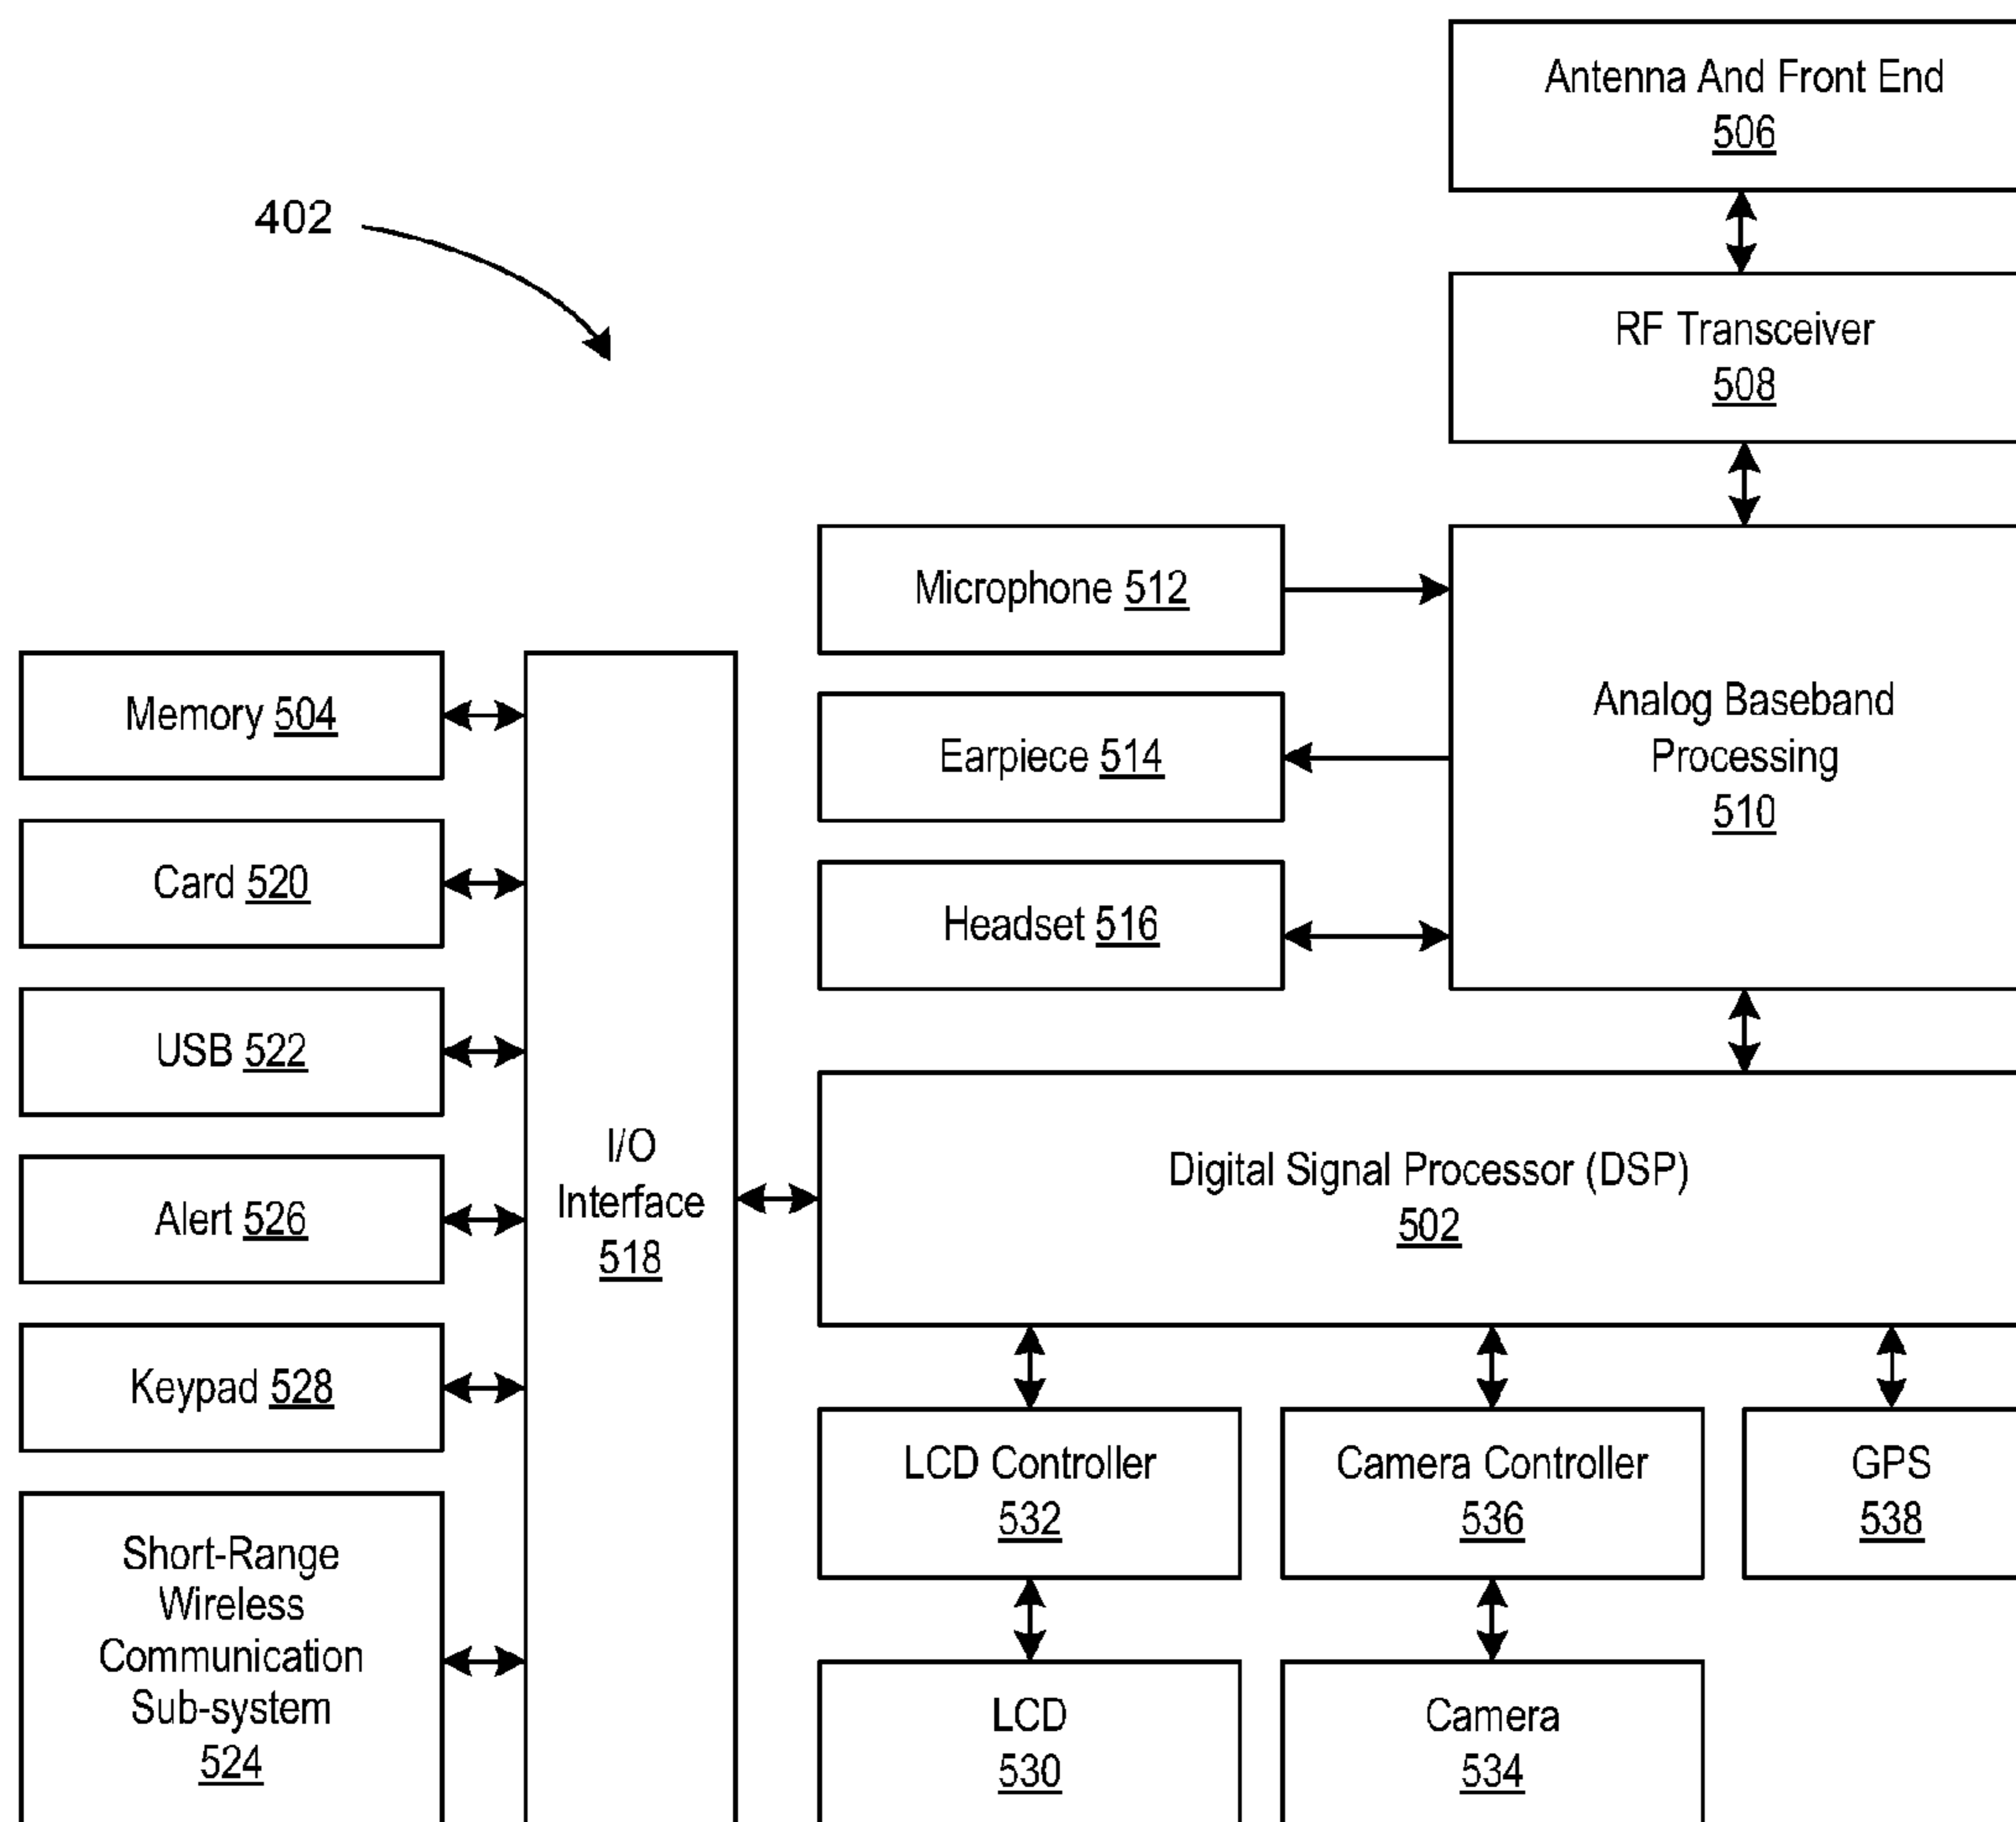 Antenna And Front End
506
402
RF Transceiver
508
Microphone 512
Earpiece 514
Headset 516
Analog Baseband
Processing
510
Memory 504
Card 520
USB 522
Alert 526
Keypad 528
Short-Range
Wireless
Communication
Sub-system
524
I/O
Interface
518
Digital Signal Processor (DSP)
502
LCD Controller
532
Camera Controller
536
GPS
538
LCD
530
Camera
534